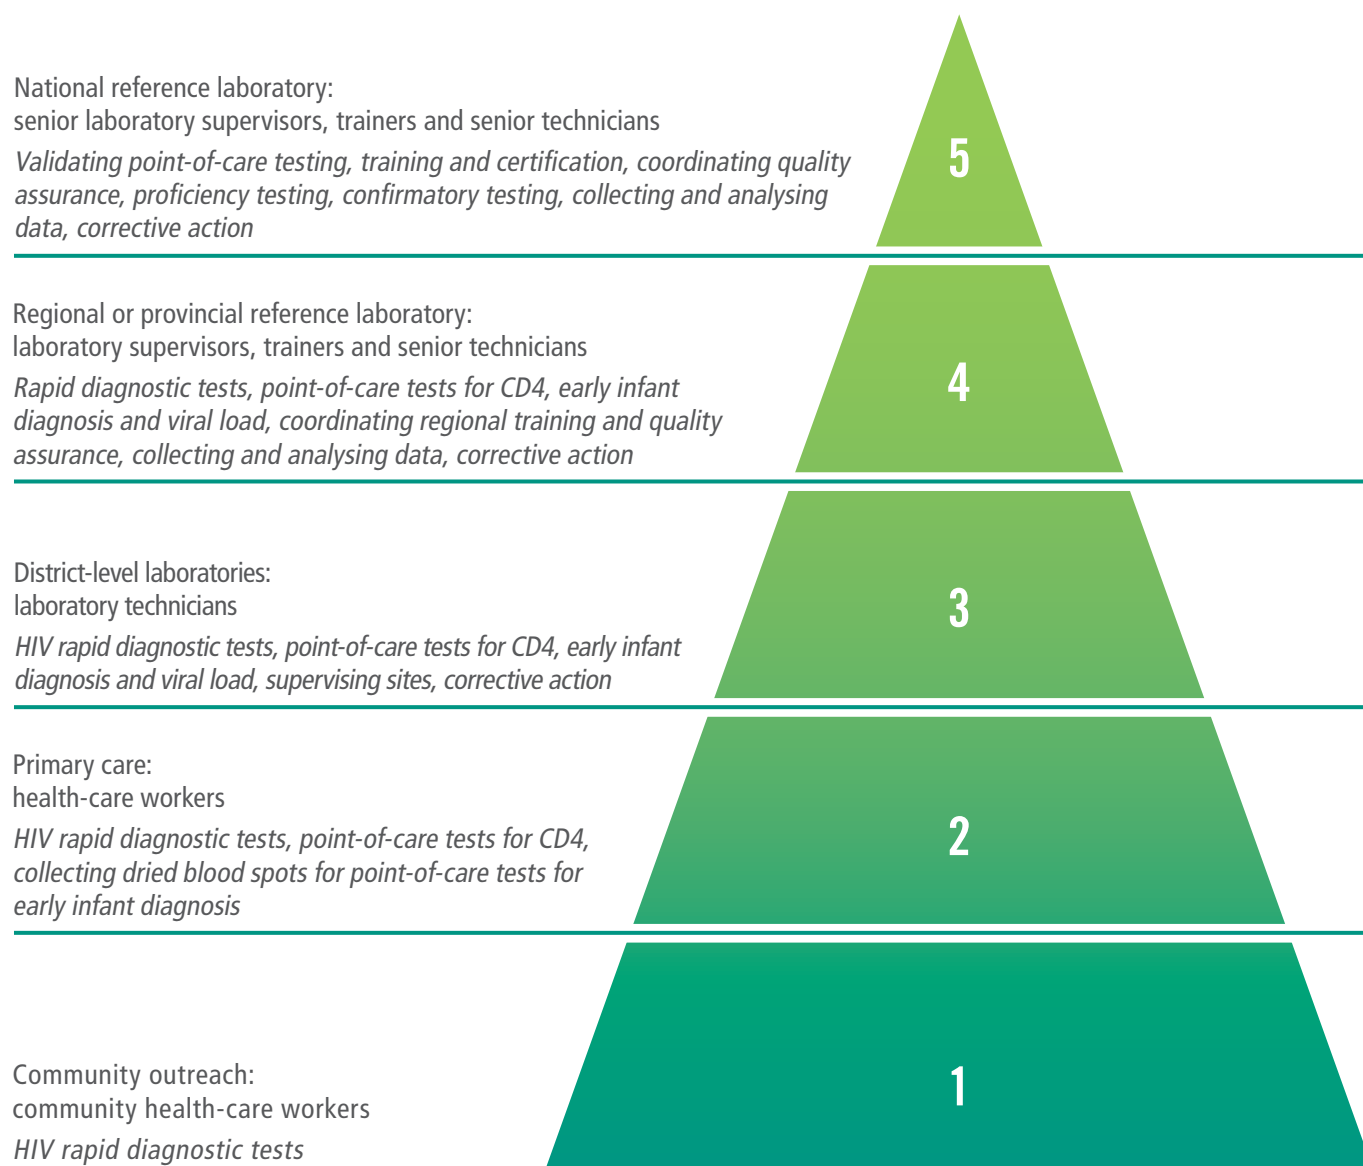 National reference laboratory:
senior laboratory supervisors, trainers and senior technicians
Validating point-of-care testing, training and certification, coordinating quality
assurance, proficiency testing, confirmatory testing, collecting and analysing
data, corrective action
5
Regional or provincial reference laboratory:
laboratory supervisors, trainers and senior technicians
Rapid diagnostic tests, point-of-care tests for CD4, early infant
diagnosis and viral load, coordinating regional training and quality
assurance, collecting and analysing data, corrective action
4
District-level laboratories:
laboratory technicians
HIV rapid diagnostic tests, point-of-care tests for CD4, early infant
diagnosis and viral load, supervising sites, corrective action
3
Primary care:
health-care workers
HIV rapid diagnostic tests, point-of-care tests for CD4,
collecting dried blood spots for point-of-care tests for
early infant diagnosis
2
Community outreach:
community health-care workers
HIV rapid diagnostic tests
1